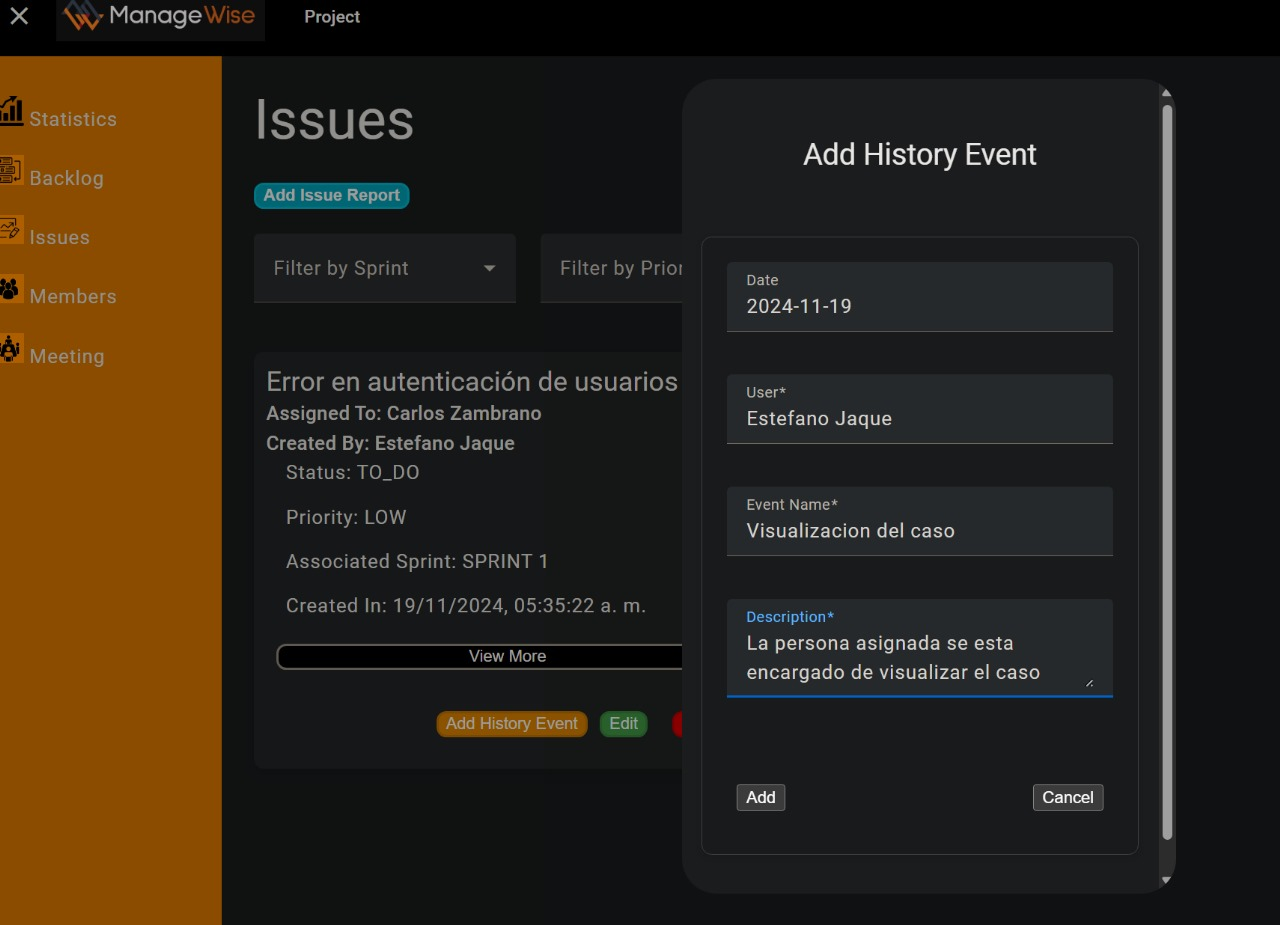 ManageWise
Project
Statistics
Backlog
Issues
Members
Meeting
Issues
Add Issue Report
Filter by Sprint
Filter by Prior
Error en autenticación de usuarios
Assigned To: Carlos Zambrano
Created By: Estefano Jaque
Status: TO_DO
Priority: LOW
Associated Sprint: SPRINT 1
Created In: 19/11/2024, 05:35:22 a. m.
View More
Add History Event
Edit
Add History Event
Date
2024-11-19
User*
Estefano Jaque
Event Name*
Visualizacion del caso
Description*
La persona asignada se esta
encargado de visualizar el caso
Add
Cancel